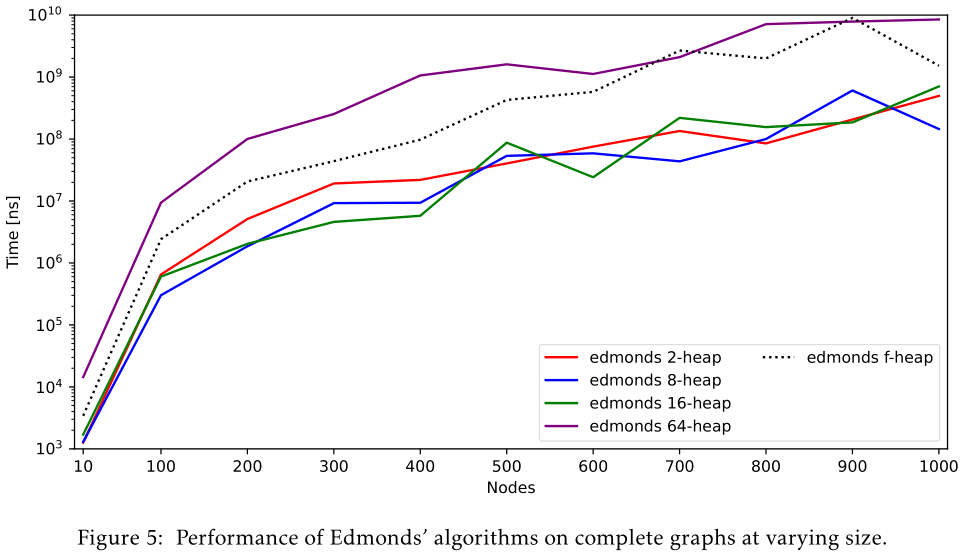 10^10
10^9
10^8
10^7
10^6
10^5
10^4
10^3
Time [ns]
edmonds 2-heap
edmonds 8-heap
edmonds 16-heap
edmonds 64-heap
edmonds f-heap
10 100 200 300 400 500 600 700 800 900 1000
Nodes
Figure 5: Performance of Edmonds’ algorithms on complete graphs at varying size.